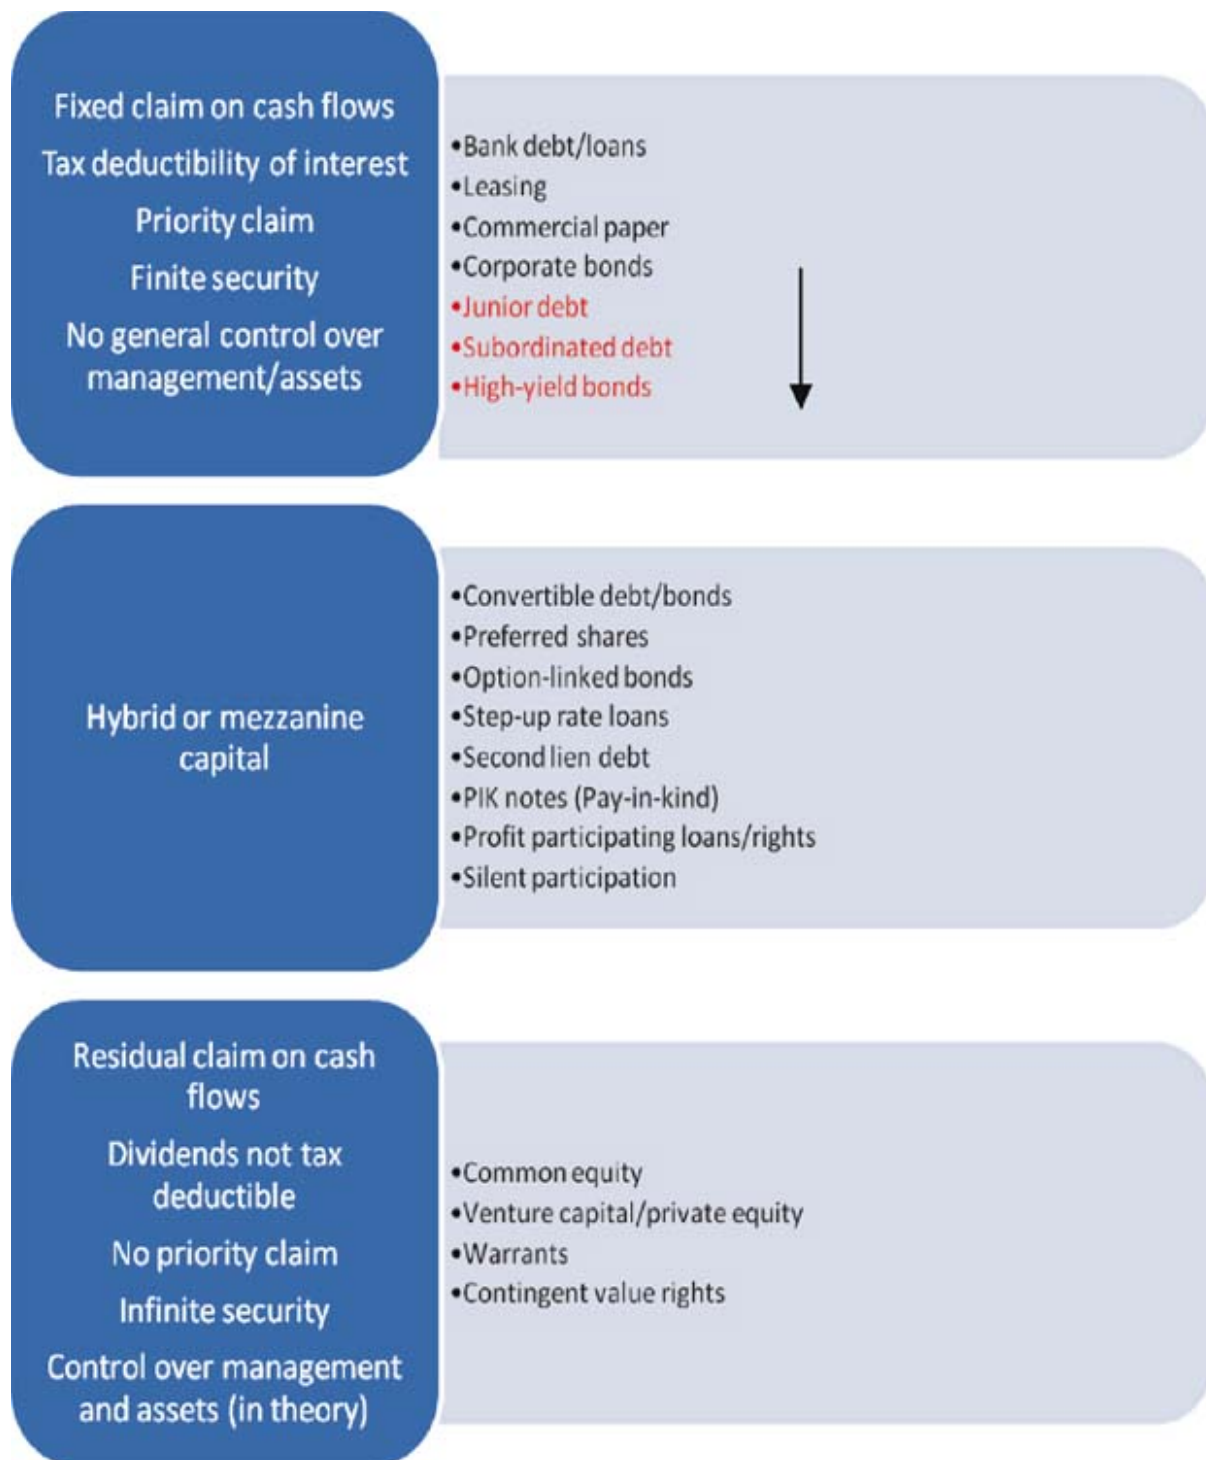 Fixed claim on cash flows
Tax deductibility of interest
Priority claim
Finite security
No general control over
management/assets
•Bank debt/loans
•Leasing
•Commercial paper
•Corporate bonds
•Junior debt
•Subordinated debt
•High-yield bonds
Hybrid or mezzanine
capital
•Convertible debt/bonds
•Preferred shares
•Option-linked bonds
•Step-up rate loans
•Second lien debt
•PIK notes (Pay-in-kind)
•Profit participating loans/rights
•Silent participation
Residual claim on cash
flows
Dividends not tax
deductible
No priority claim
Infinite security
Control over management
and assets (in theory)
•Common equity
•Venture capital/private equity
•Warrants
•Contingent value rights